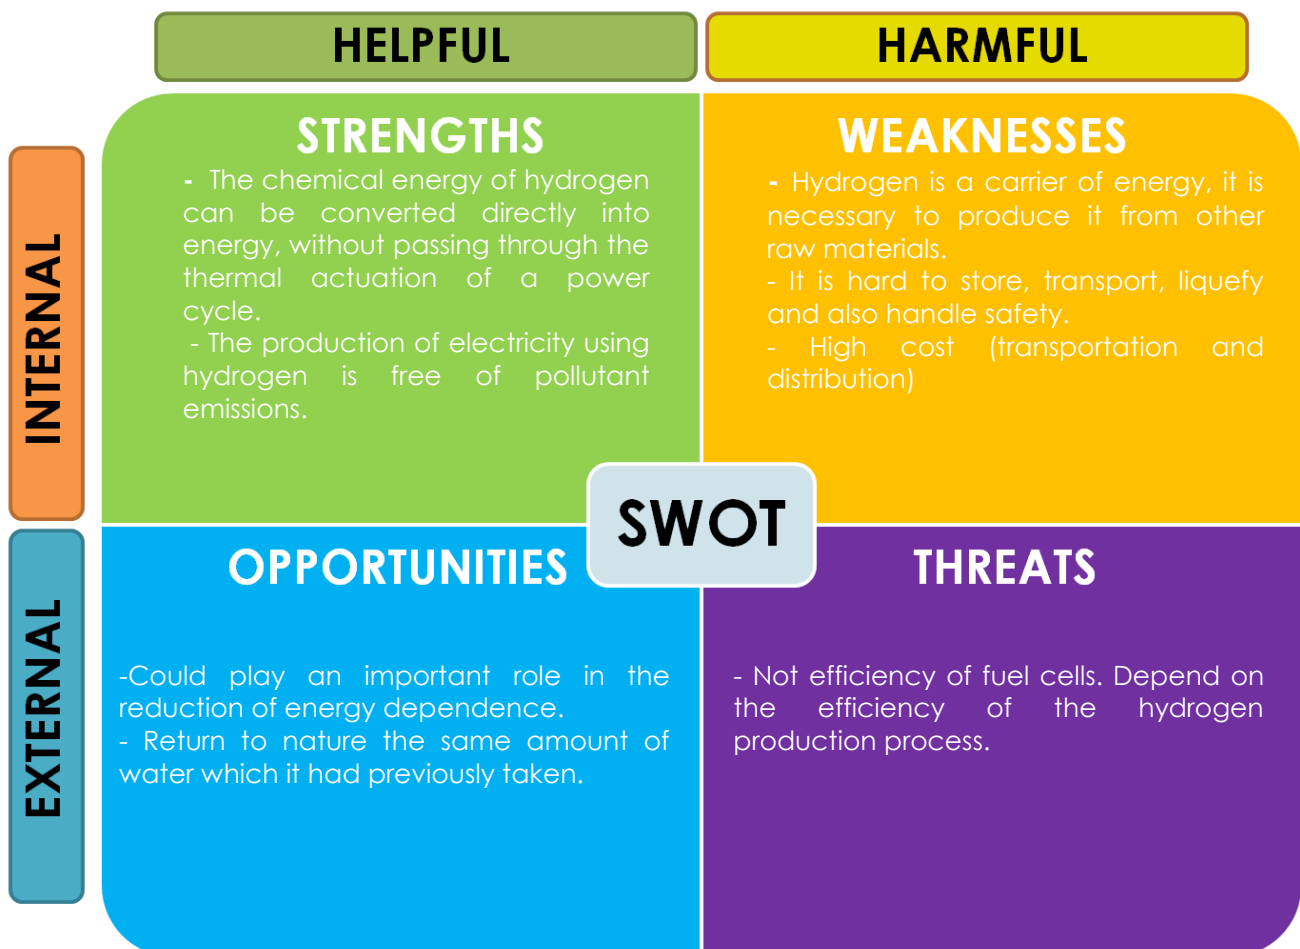 HELPFUL
HARMFUL
INTERNAL
STRENGTHS
- The chemical energy of hydrogen
can be converted directly into
energy, without passing through the
thermal actuation of a power
cycle.
- The production of electricity using
hydrogen is free of pollutant
emissions.
WEAKNESSES
- Hydrogen is a carrier of energy, it is
necessary to produce it from other
raw materials.
- It is hard to store, transport, liquefy
and also handle safety.
- High cost (transportation and
distribution)
SWOT
EXTERNAL
OPPORTUNITIES
-Could play an important role in the
reduction of energy dependence.
- Return to nature the same amount of
water which it had previously taken.
THREATS
- Not efficiency of fuel cells. Depend on
the efficiency of the hydrogen
production process.